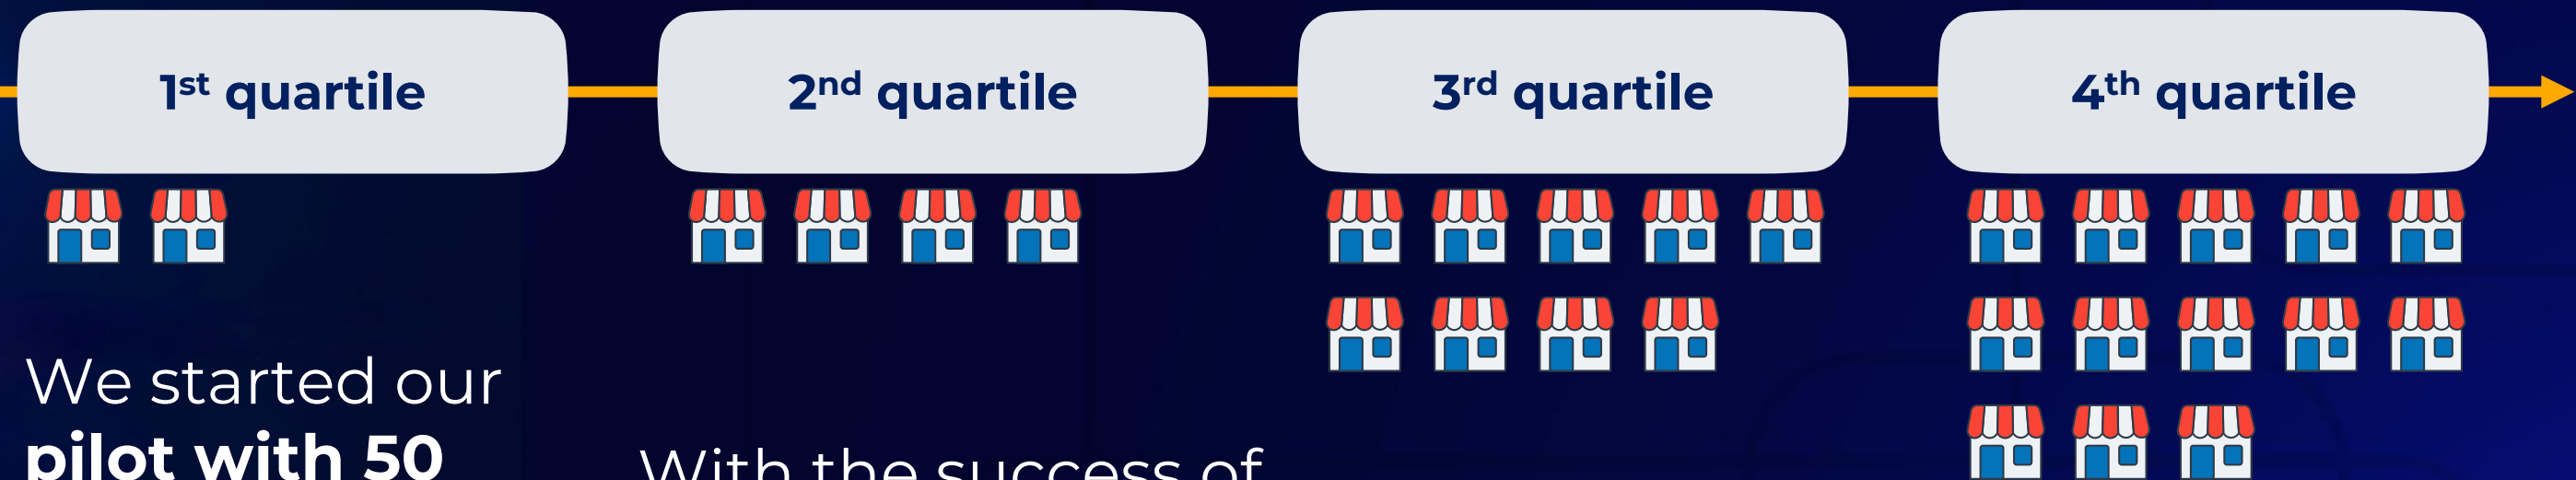 1st quartile
2nd quartile
3rd quartile
4th quartile
We started our
pilot with 50
With the success of